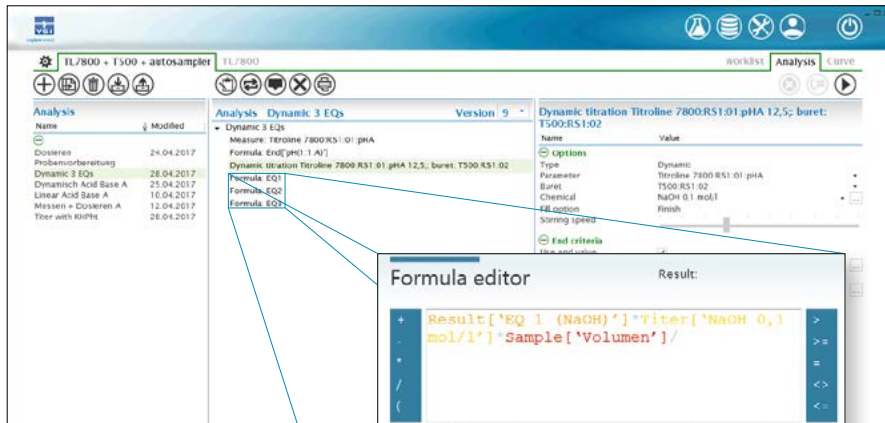 VSI
TL7800 + T500 + autosampler
TL7800
worklist
Analysis
Curve
Analysis
Name
Modified
Dosieren
24.04.2017
Probenvorbereitung
Dynamic 3 EQs
28.04.2017
Dynamisch Acid Base A
25.04.2017
Linear Acid Base A
10.04.2017
Messen + Dosieren A
12.04.2017
Titer with KHPht
28.04.2017
Analysis Dynamic 3 EQs
Version 9
Dynamic 3 EQs
Measure: Titroline 7800:RS1:01:pHA
Formula: End['pH(1:1 A)']
Dynamic titration Titroline 7800:RS1:01:pHA 12,5;; buret: T500:RS1:02
Formula: EQ1
Formula: EQ2
Formula: EQ3
Dynamic titration Titroline 7800:RS1:01:pHA 12,5;; buret:
T500:RS1:02
Name
Value
Options
Type
Dynamic
Parameter
Titroline 7800:RS1:01:pHA
Buret
T500:RS1:02
Chemical
NaOH 0,1 mol/l
Fill option
Finish
Stirring speed
End criteria
Use end value
Formula editor
Result:
+
-
*
/
(
Result['EQ 1 (NaOH)']*Titer['NaOH 0,1
mol/l']*Sample['Volumen']/
>
>=
=
<>
<=